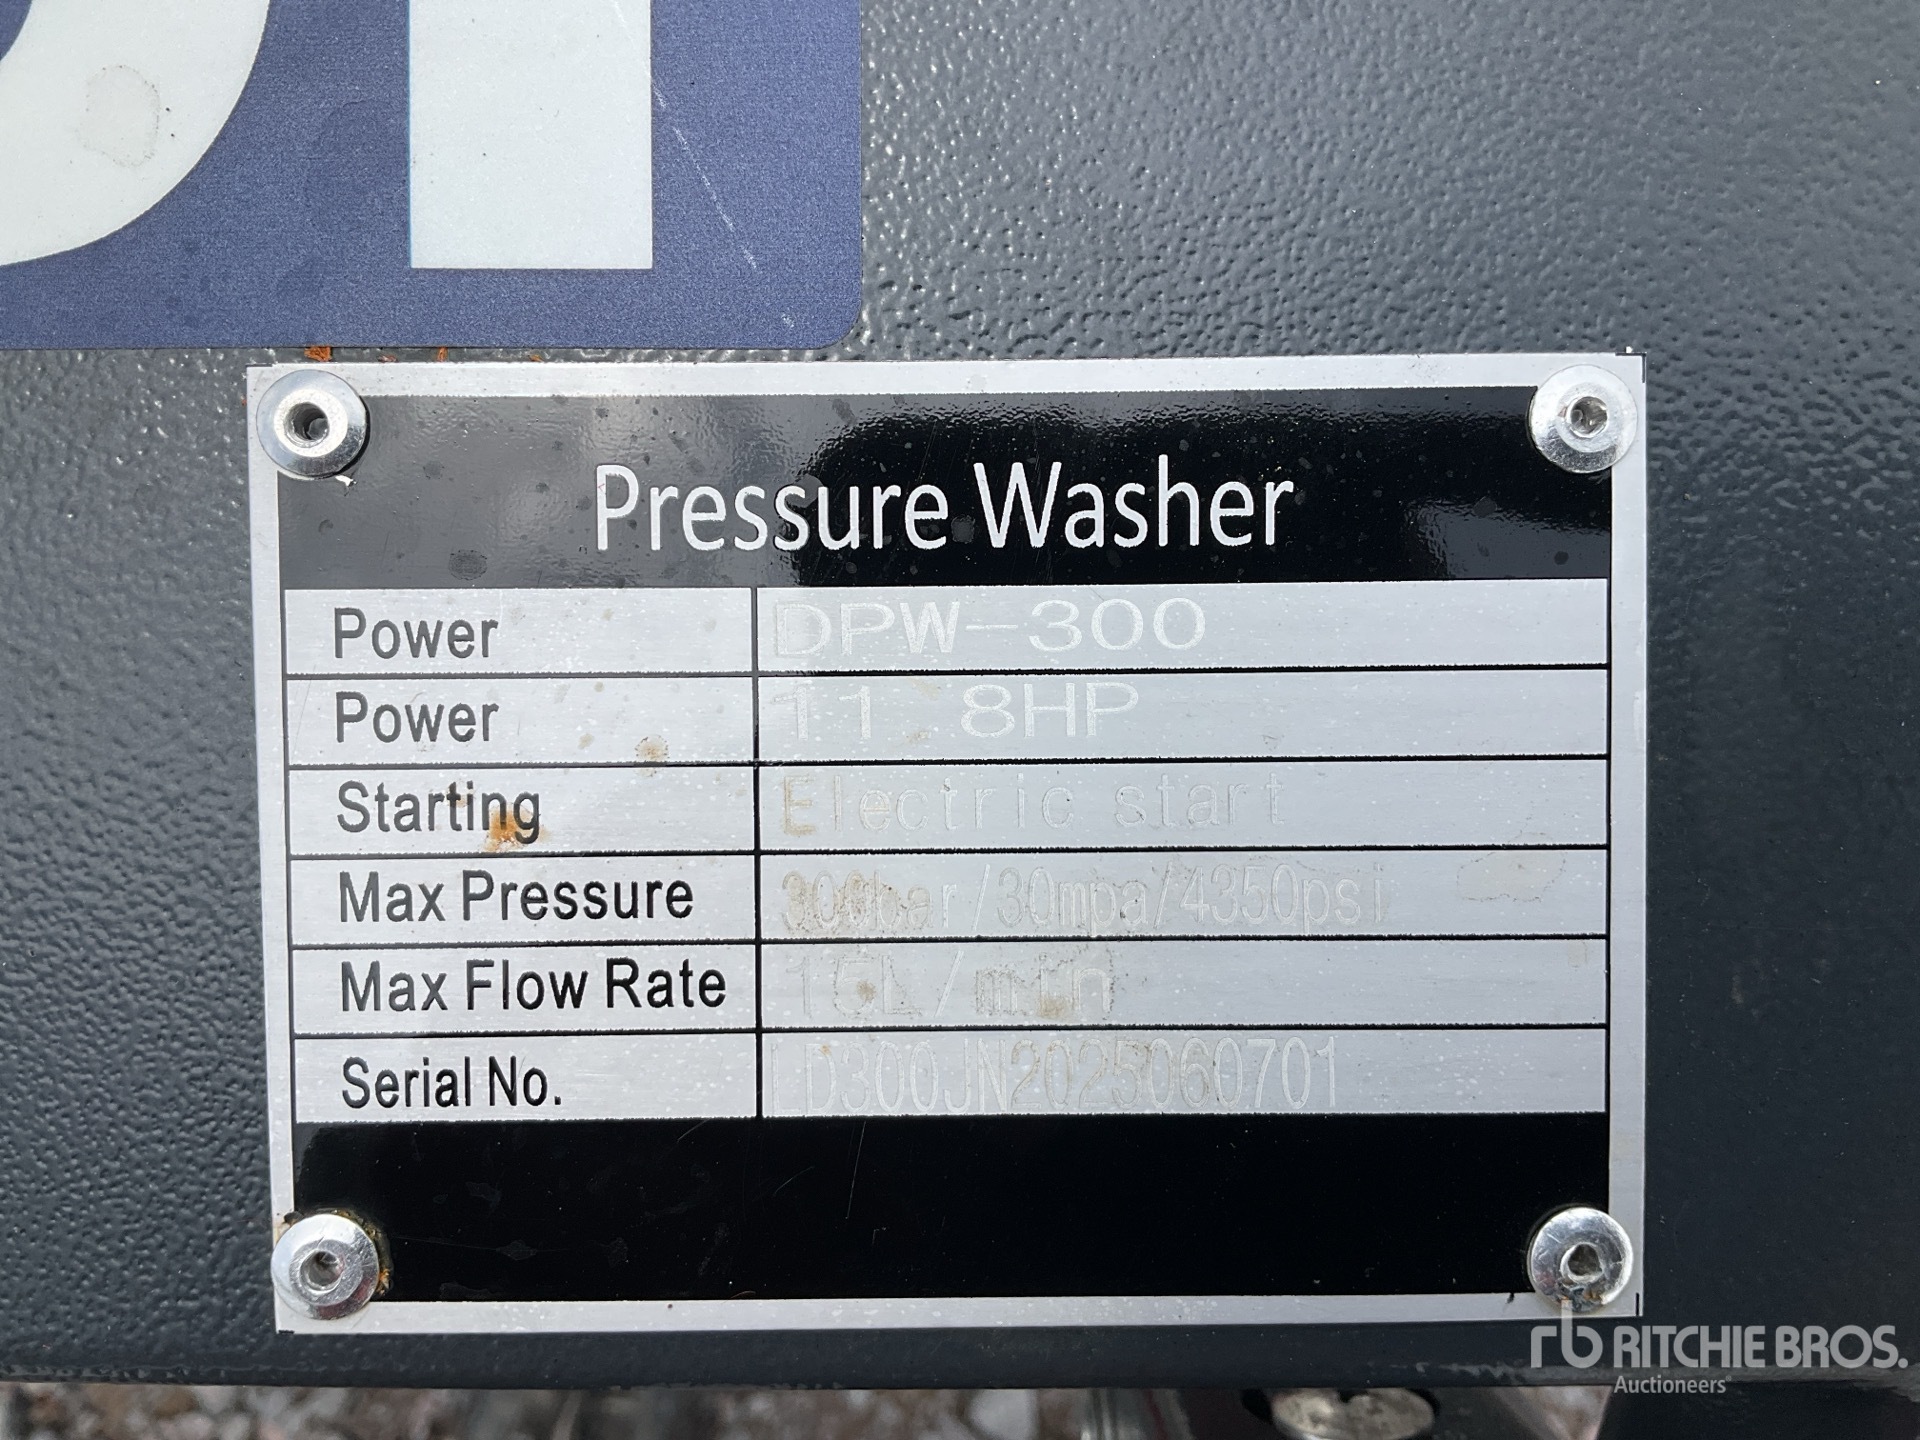 Pressure Washer
Power DPW-300
Power 11.8HP
Starting Electric start
Max Pressure 300bar/30mpa/4350psi
Max Flow Rate 15L/min
Serial No. LD300JN2025060701
rb RITCHIE BROS.
Auctioneers